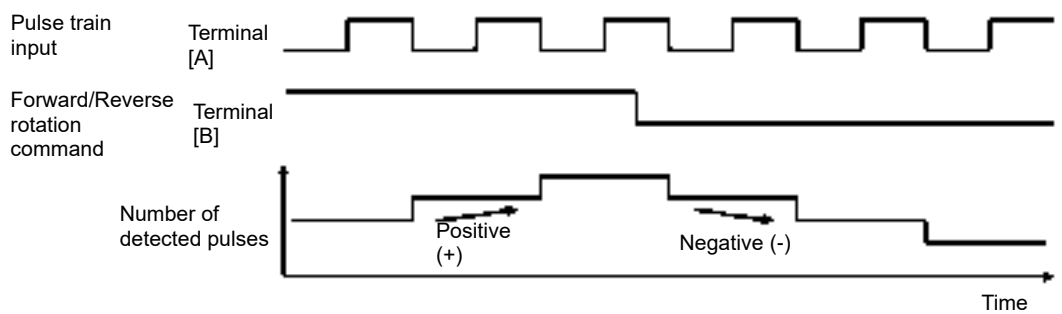 Pulse train
input
Terminal
[A]
Forward/Reverse
rotation
command
Terminal
[B]
Number of
detected pulses
Positive
(+)
Negative (-)
Time